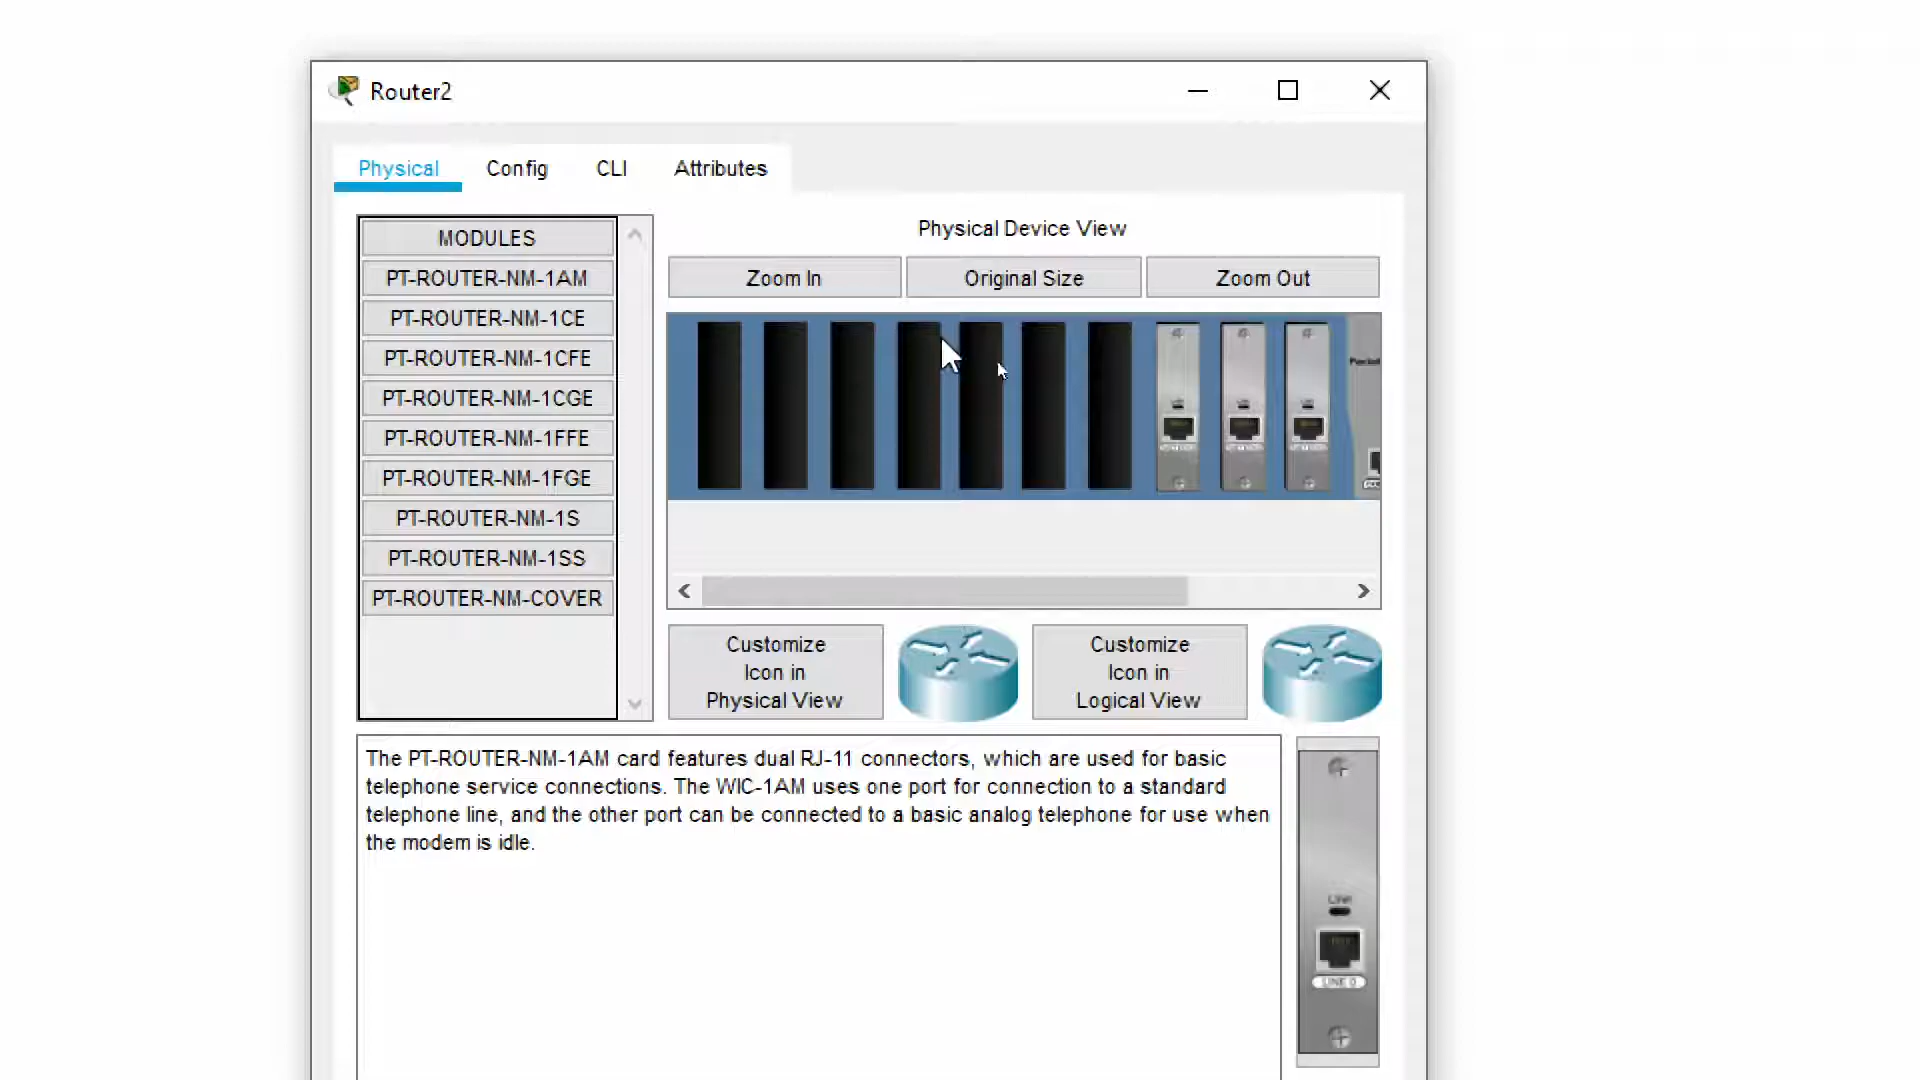 Router2
Physical
Config
CLI
Attributes
MODULES
PT-ROUTER-NM-1AM
PT-ROUTER-NM-1CE
PT-ROUTER-NM-1CFE
PT-ROUTER-NM-1CGE
PT-ROUTER-NM-1FFE
PT-ROUTER-NM-1FGE
PT-ROUTER-NM-1S
PT-ROUTER-NM-1SS
PT-ROUTER-NM-COVER
Physical Device View
Zoom In
Original Size
Zoom Out
Customize
Icon in
Physical View
Customize
Icon in
Logical View
The PT-ROUTER-NM-1AM card features dual RJ-11 connectors, which are used for basic
telephone service connections. The WIC-1AM uses one port for connection to a standard
telephone line, and the other port can be connected to a basic analog telephone for use when
the modem is idle.
LINK
LINE 0